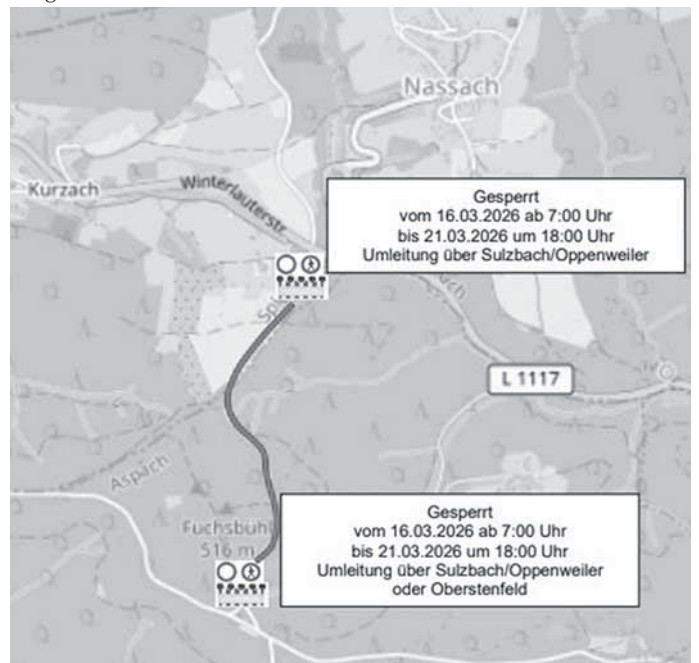 Nassach
Kurzach
Winterlauterstr.
Gesperrt
vom 16.03.2026 ab 7:00 Uhr
bis 21.03.2026 um 18:00 Uhr
Umleitung über Sulzbach/Oppenweiler
L 1117
Aspach
Fuchsbühl
516 m
Gesperrt
vom 16.03.2026 ab 7:00 Uhr
bis 21.03.2026 um 18:00 Uhr
Umleitung über Sulzbach/Oppenweiler
oder Oberstenfeld